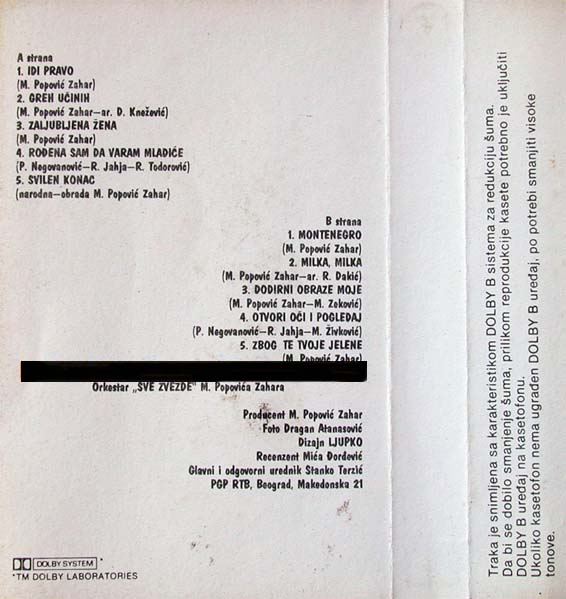 A strana
1. IDI PRAVO
(M. Popović Zahar)
2. GREH UČINIH
(M. Popović Zahar—ar. D. Knežević)
3. ZALJUBLJENA ŽENA
(M. Popović Zahar)
4. ROĐENA SAM DA VARAM MLADIĆE
(P. Negovanović—R. Jahja—R. Todorović)
5. SVILEN KONAC
(narodna—obrada M. Popović Zahar)
B strana
1. MONTENEGRO
(M. Popović Zahar)
2. MILKA, MILKA
(M. Popović Zahar—ar. R. Dakić)
3. DODIRNI OBRAZE MOJE
(M. Popović Zahar—M. Zeković)
4. OTVORI OČI I POGLEDAJ
(P. Negovanović—R. Jahja—M. Živković)
5. ZBOG TE TVOJE JELENE
(M. Popović Zahar)
Orkestar „SVE ZVEZDE" M. Popovića Zahara
Producent M. Popović Zahar
Foto Dragan Atanasović
Dizajn LJUPKO
Recenzent Mića Đorđević
Glavni i odgovorni urednik Stanko Terzić
PGP RTB, Beograd, Makedonska 21
DOLBY SYSTEM *
*TM DOLBY LABORATORIES
Traka je snimljena sa karakteristikom DOLBY B sistema za redukciju šuma.
Da bi se dobilo smanjenje šuma, prilikom reprodukcije kasete potrebno je uključiti
DOLBY B uređaj na kasetofonu.
Ukoliko kasetofon nema ugrađen DOLBY B uređaj, po potrebi smanjiti visoke
tonove.